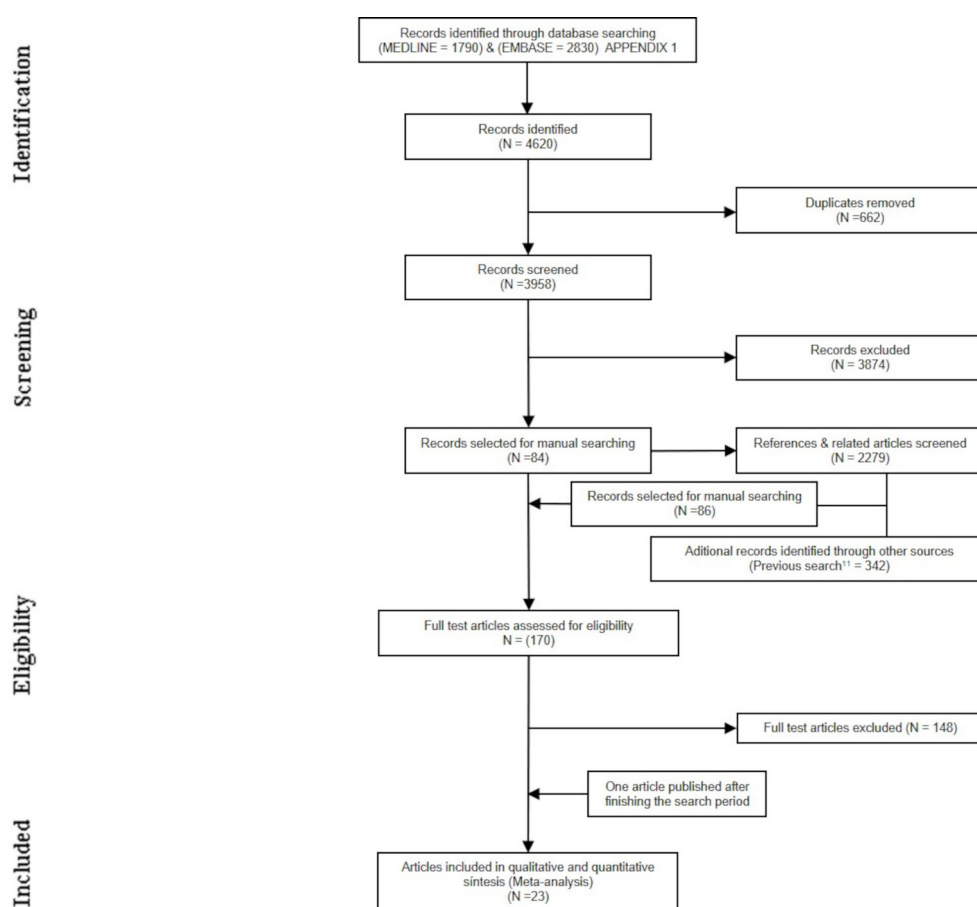 Identification
Records identified through database searching
(MEDLINE = 1790) & (EMBASE = 2830) APPENDIX 1
Records identified
(N = 4620)
Duplicates removed
(N =662)
Screening
Records screened
(N =3958)
Records excluded
(N = 3874)
Records selected for manual searching
(N =84)
References & related articles screened
(N = 2279)
Records selected for manual searching
(N =86)
Aditional records identified through other sources
(Previous search¹¹ = 342)
Eligibility
Full test articles assessed for eligibility
N = (170)
Full test articles excluded (N = 148)
One article published after
finishing the search period
Included
Articles included in qualitative and quantitative
síntesis (Meta-analysis)
(N =23)